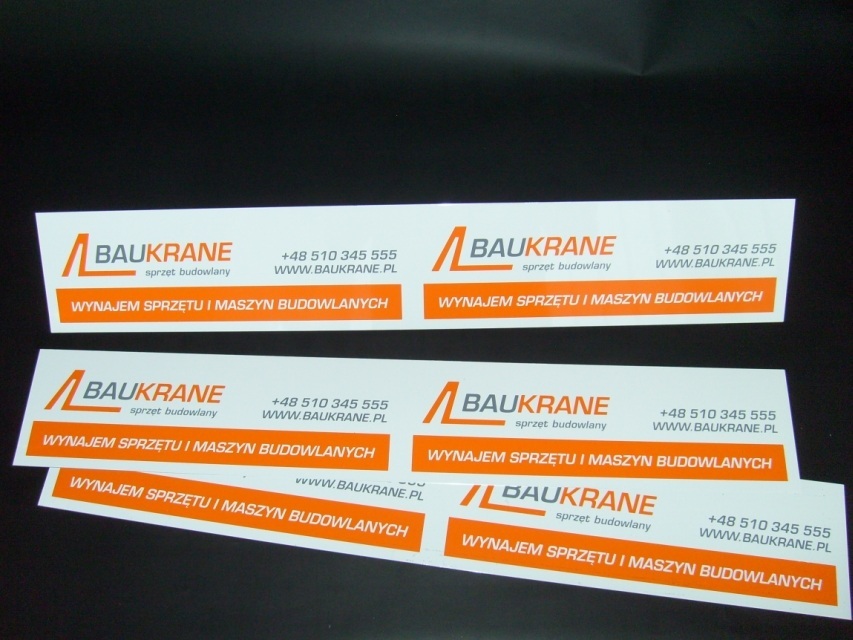 BAUKRANE
sprzęt budowlany
+48 510 345 555
WWW.BAUKRANE.PL
WYNAJEM SPRZĘTU I MASZYN BUDOWLANYCH
BAUKRANE
sprzęt budowlany
+48 510 345 555
WWW.BAUKRANE.PL
WYNAJEM SPRZĘTU I MASZYN BUDOWLANYCH
BAUKRANE
sprzęt budowlany
+48 510 345 555
WWW.BAUKRANE.PL
WYNAJEM SPRZĘTU I MASZYN BUDOWLANYCH
BAUKRANE
sprzęt budowlany
+48 510 345 555
WWW.BAUKRANE.PL
WYNAJEM SPRZĘTU I MASZYN BUDOWLANYCH
WWW.BAUKRANE.PL
WYNAJEM SPRZĘTU I MASZYN BUDOWLANYCH
BAUKRANE
sprzęt budowlany
+48 510 345 555
WWW.BAUKRANE.PL
WYNAJEM SPRZĘTU I MASZYN BUDOWLANYCH